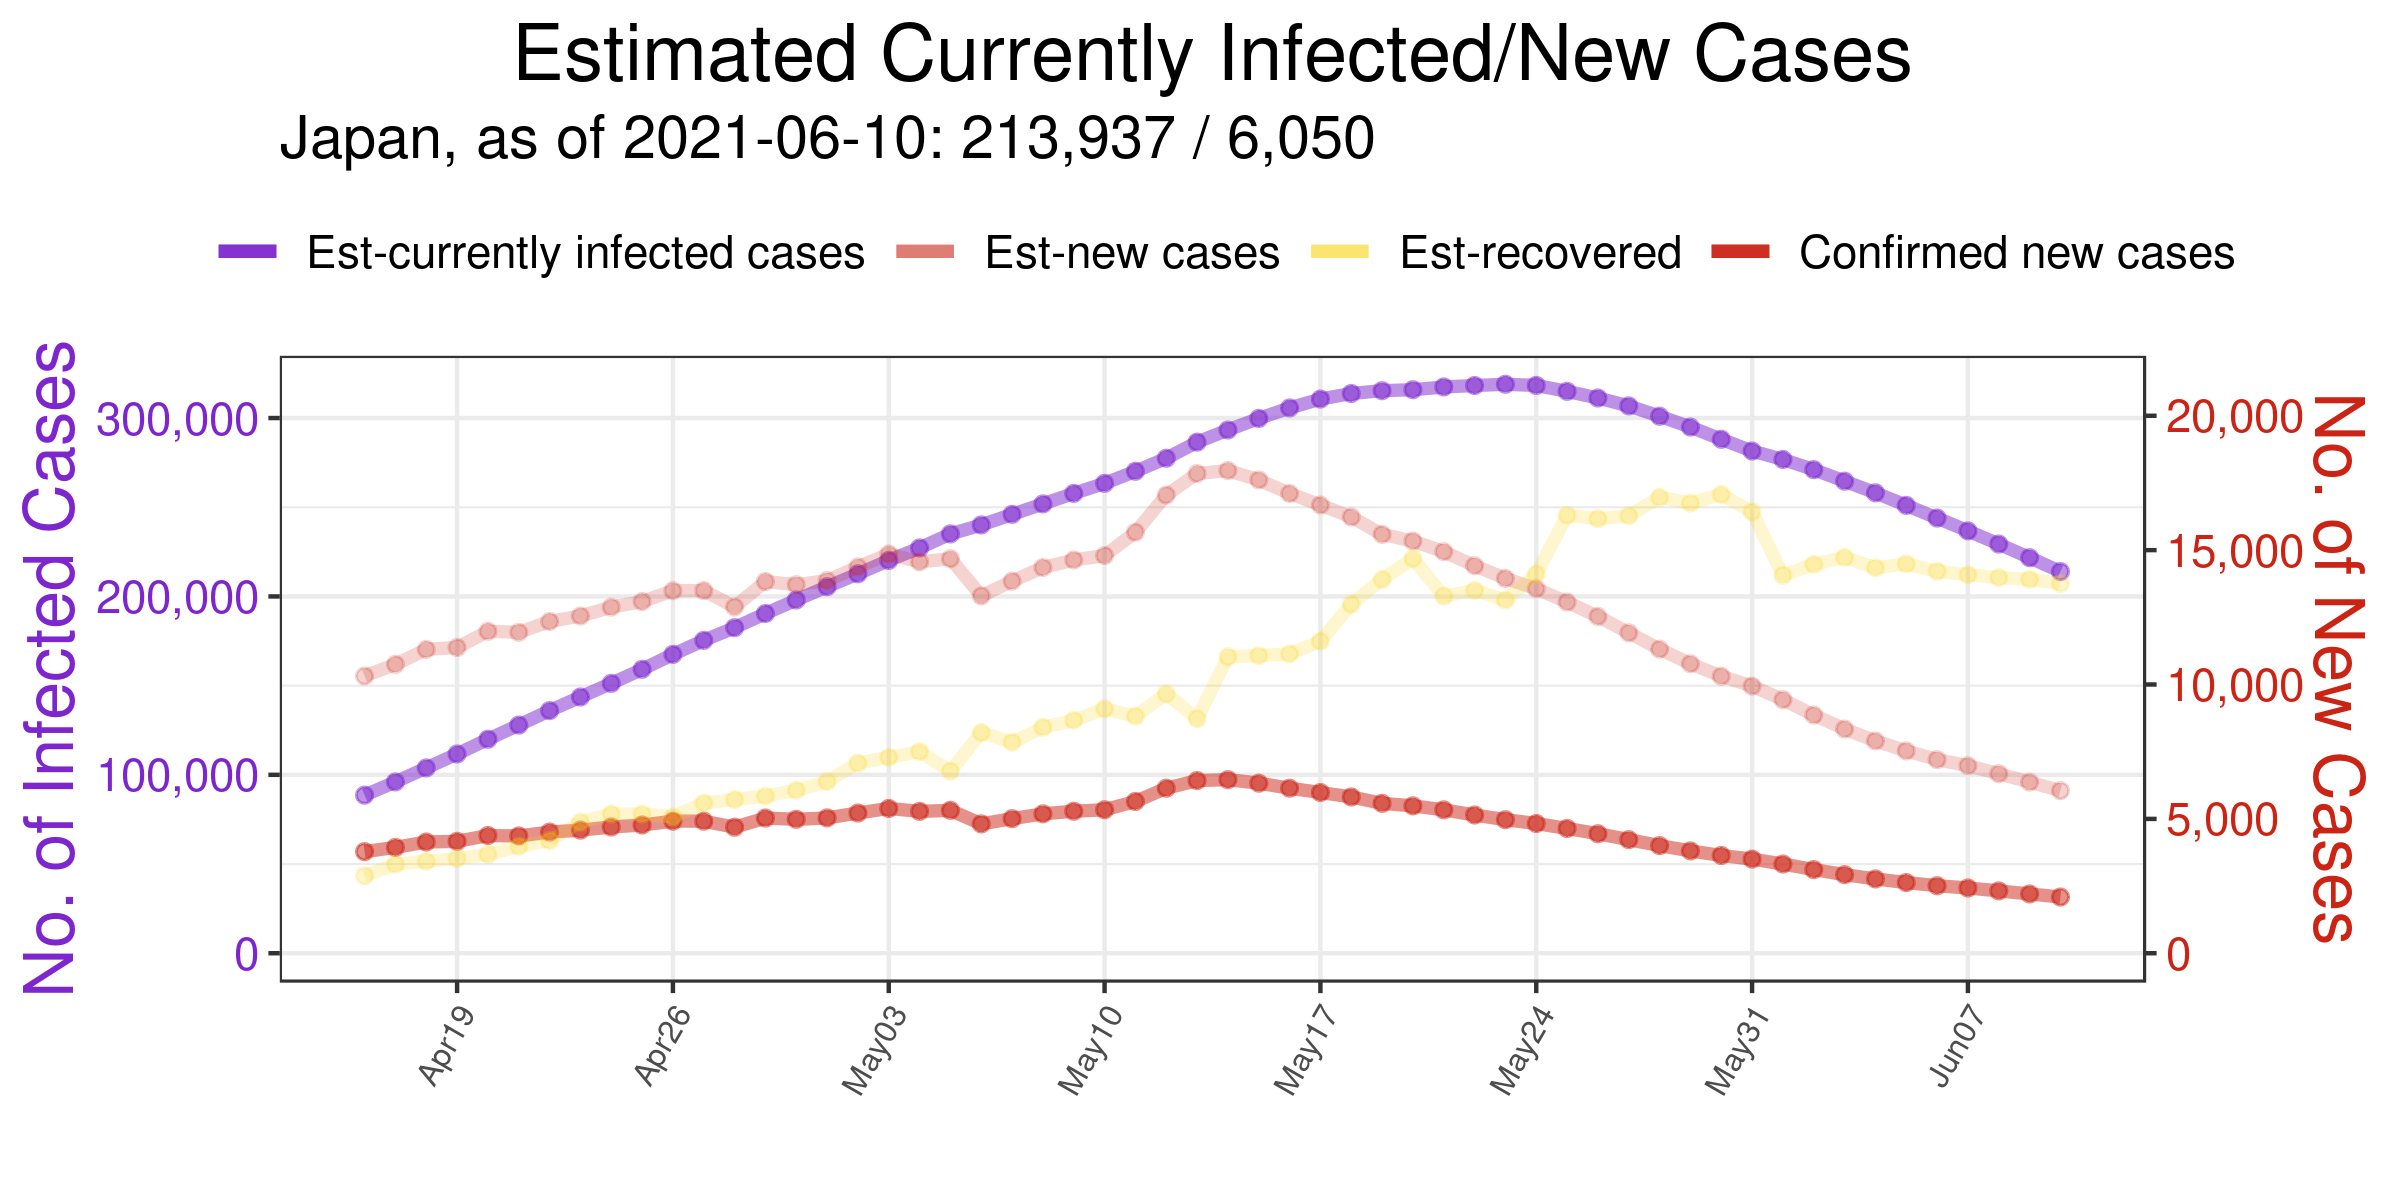 Estimated Currently Infected/New Cases
Japan, as of 2021-06-10: 213,937 / 6,050
Est-currently infected cases Est-new cases Est-recovered Confirmed new cases
No. of Infected Cases
300,000
200,000
100,000
0
20,000
15,000
10,000
5,000
0
No. of New Cases
Apr19 Apr26 May03 May10 May17 May24 May31 Jun07